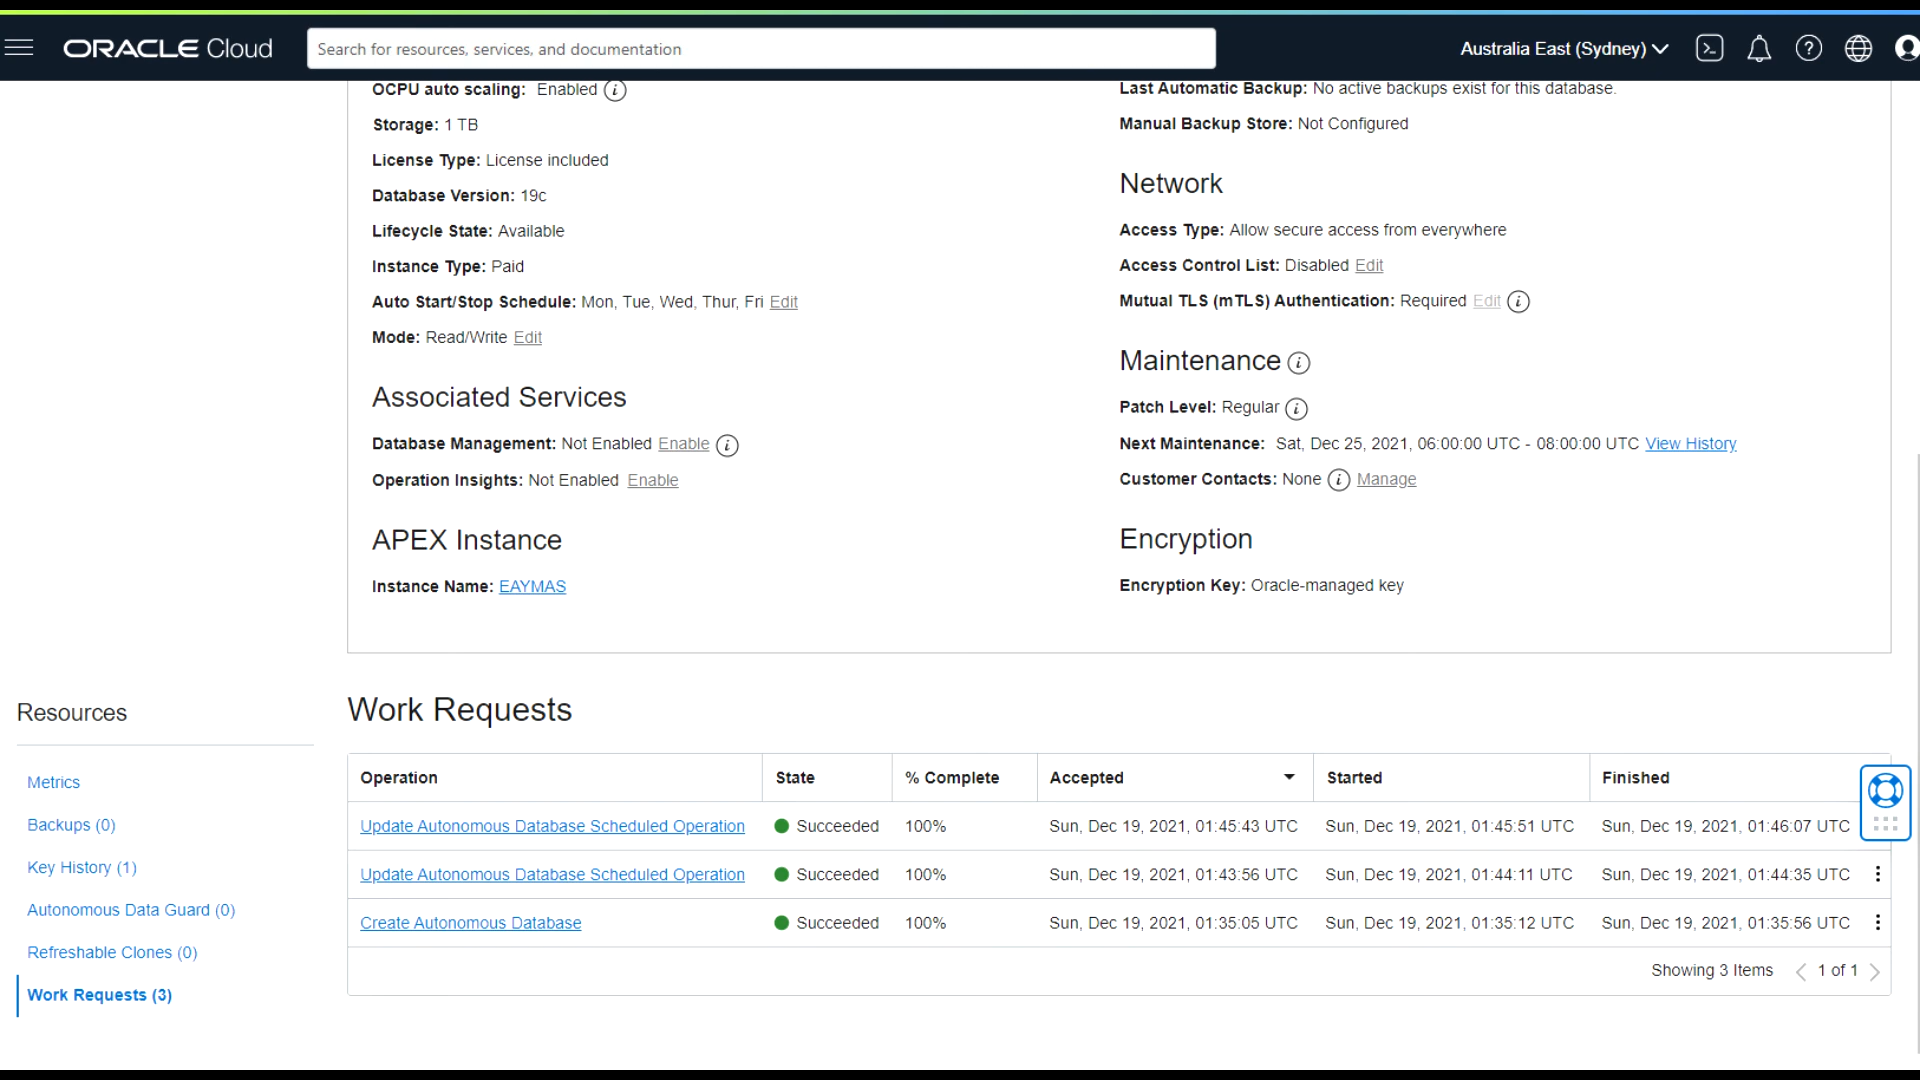 ORACLE Cloud
Search for resources, services, and documentation
Australia East (Sydney)
OCPU auto scaling: Enabled
Storage: 1 TB
License Type: License included
Database Version: 19c
Lifecycle State: Available
Instance Type: Paid
Auto Start/Stop Schedule: Mon, Tue, Wed, Thur, Fri Edit
Mode: Read/Write Edit
Associated Services
Database Management: Not Enabled Enable
Operation Insights: Not Enabled Enable
APEX Instance
Instance Name: EAYMAS
Last Automatic Backup: No active backups exist for this database.
Manual Backup Store: Not Configured
Network
Access Type: Allow secure access from everywhere
Access Control List: Disabled Edit
Mutual TLS (mTLS) Authentication: Required Edit
Maintenance
Patch Level: Regular
Next Maintenance: Sat, Dec 25, 2021, 06:00:00 UTC - 08:00:00 UTC View History
Customer Contacts: None Manage
Encryption
Encryption Key: Oracle-managed key
Resources
Metrics
Backups (0)
Key History (1)
Autonomous Data Guard (0)
Refreshable Clones (0)
Work Requests (3)
Work Requests
Operation State % Complete Accepted Started Finished
Update Autonomous Database Scheduled Operation Succeeded 100% Sun, Dec 19, 2021, 01:45:43 UTC Sun, Dec 19, 2021, 01:45:51 UTC Sun, Dec 19, 2021, 01:46:07 UTC
Update Autonomous Database Scheduled Operation Succeeded 100% Sun, Dec 19, 2021, 01:43:56 UTC Sun, Dec 19, 2021, 01:44:11 UTC Sun, Dec 19, 2021, 01:44:35 UTC
Create Autonomous Database Succeeded 100% Sun, Dec 19, 2021, 01:35:05 UTC Sun, Dec 19, 2021, 01:35:12 UTC Sun, Dec 19, 2021, 01:35:56 UTC
Showing 3 Items 1 of 1